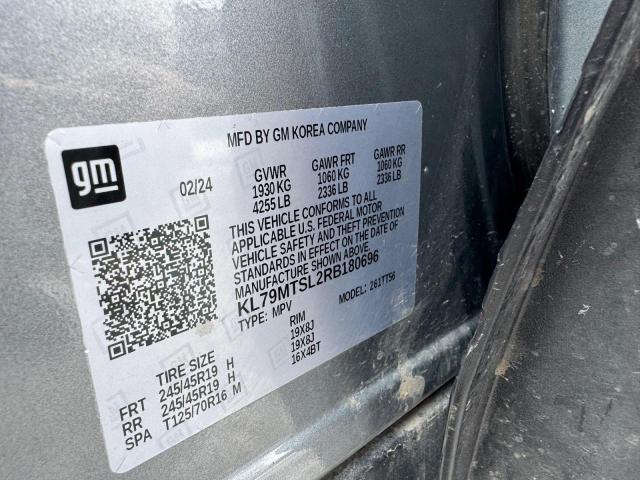 MFD BY GM KOREA COMPANY
gm
02/24
GVWR GAWR FRT GAWR RR
1930 KG 1060 KG 1060 KG
4255 LB 2336 LB 2336 LB
THIS VEHICLE CONFORMS TO ALL
APPLICABLE U.S. FEDERAL MOTOR
VEHICLE SAFETY AND THEFT PREVENTION
STANDARDS IN EFFECT ON THE DATE OF
MANUFACTURE SHOWN ABOVE.
KL79MTSL2RB180696
TYPE: MPV MODEL: 261TT56
TIRE SIZE RIM
FRT 245/45R19 H 19X8J
RR 245/45R19 H 19X8J
SPA T125/70R16 M 16X4BT